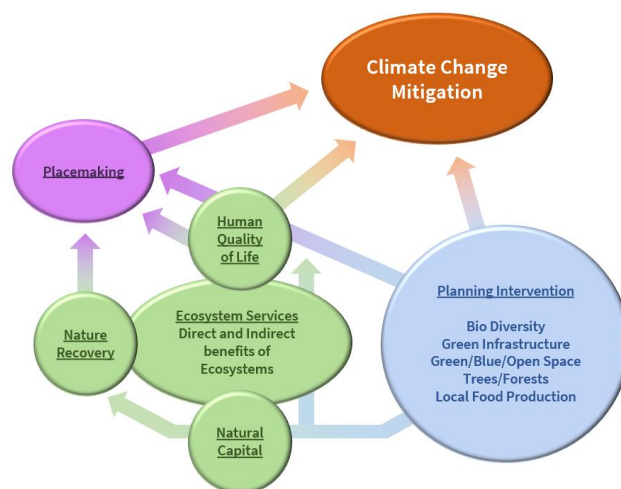 Climate Change
Mitigation
Placemaking
Human
Quality
of Life
Planning Intervention
Bio Diversity
Green Infrastructure
Green/Blue/Open Space
Trees/Forests
Local Food Production
Ecosystem Services
Direct and Indirect
benefits of
Ecosystems
Nature
Recovery
Natural
Capital